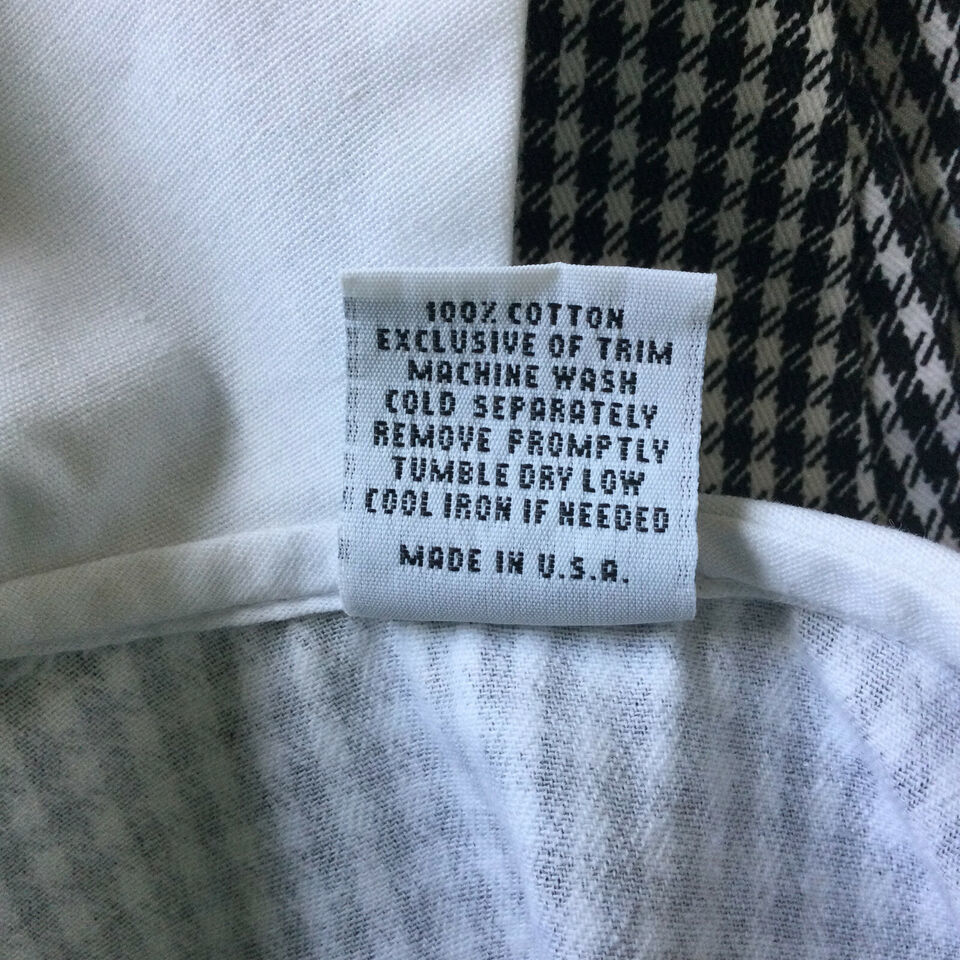 100% COTTON
EXCLUSIVE OF TRIM
MACHINE WASH
COLD SEPARATELY
REMOVE PROMPTLY
TUMBLE DRY LOW
COOL IRON IF NEEDED
MADE IN U.S.A.